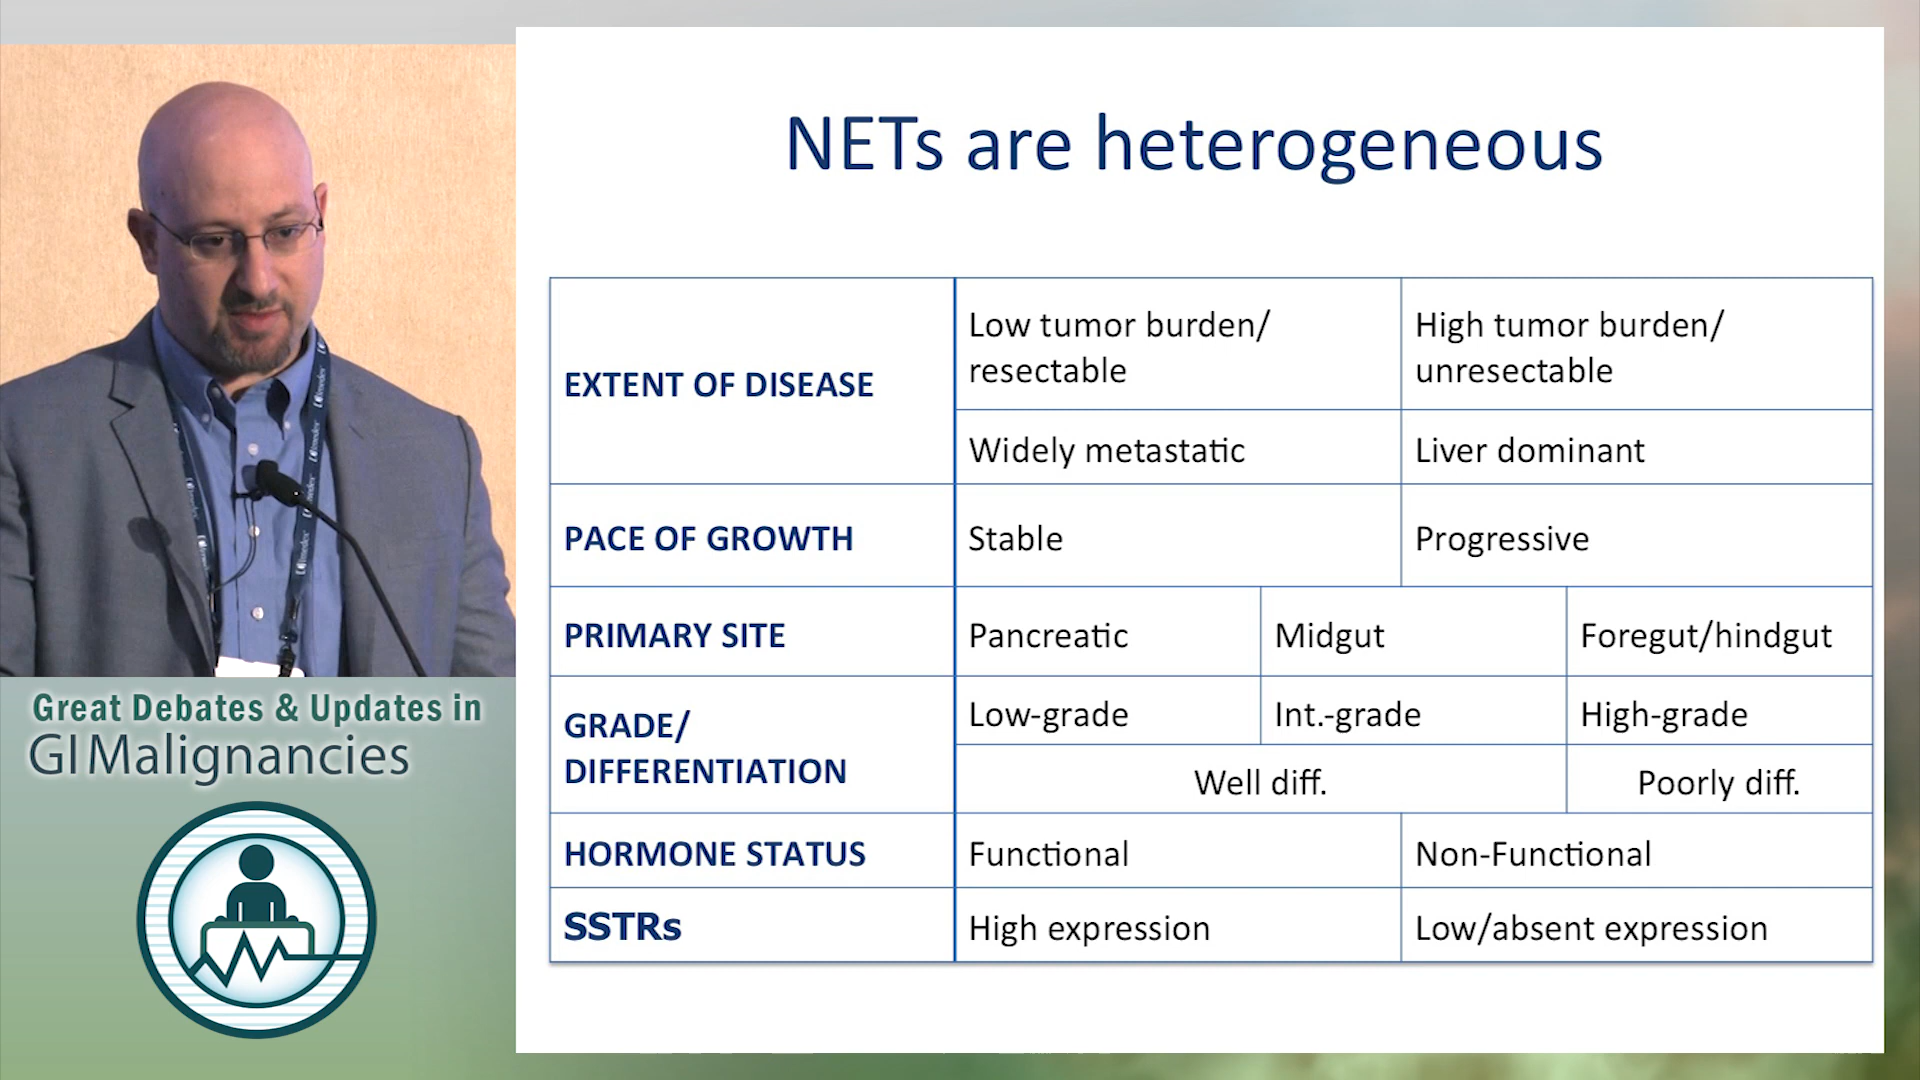 NETs are heterogeneous
EXTENT OF DISEASE
Low tumor burden/
resectable
High tumor burden/
unresectable
Widely metastatic
Liver dominant
PACE OF GROWTH
Stable
Progressive
PRIMARY SITE
Pancreatic
Midgut
Foregut/hindgut
GRADE/
DIFFERENTIATION
Low-grade
Int.-grade
High-grade
Well diff.
Poorly diff.
HORMONE STATUS
Functional
Non-Functional
SSTRs
High expression
Low/absent expression
Great Debates & Updates in
GI Malignancies